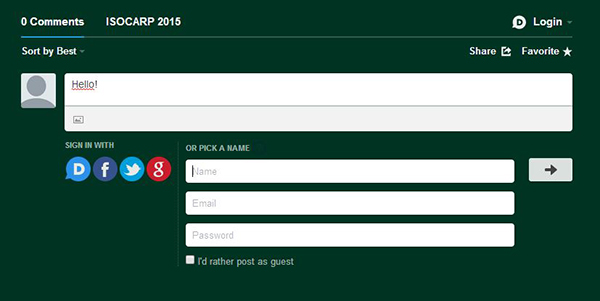 0 Comments ISOCARP 2015 Login
Sort by Best Share Favorite
Hello!
SIGN IN WITH
OR PICK A NAME
D f g
Name
Email
Password
I'd rather post as guest